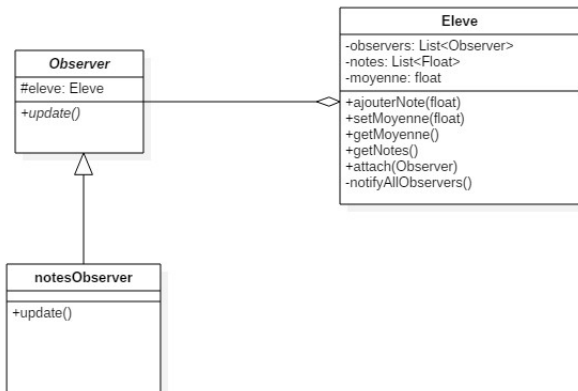 Observer
#eleve: Eleve
+update()
Eleve
-observers: List<Observer>
-notes: List<Float>
-moyenne: float
+ajouterNote(float)
+setMoyenne(float)
+getMoyenne()
+getNotes()
+attach(Observer)
-notifyAllObservers()
notesObserver
+update()